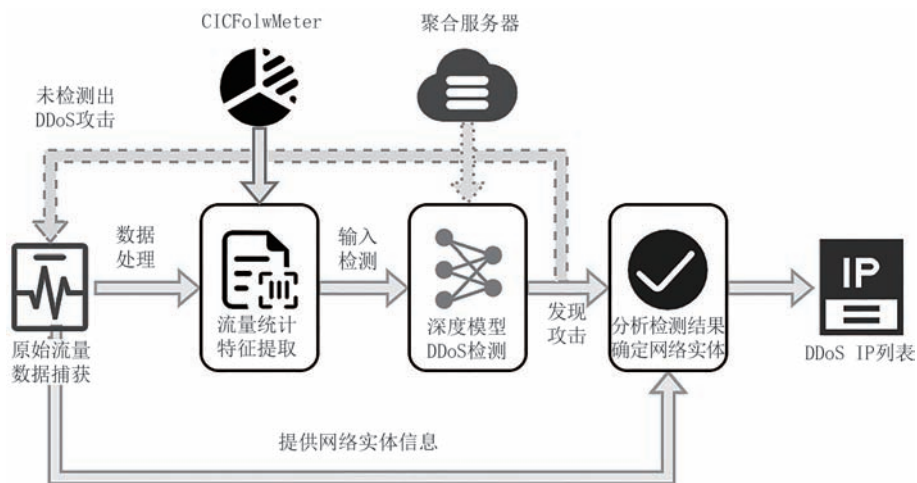 CICFolwMeter
聚合服务器
未检测出
DDoS攻击
数据
处理
输入
检测
流量统计
特征提取
深度模型
DDoS检测
发现
攻击
分析检测结果
确定网络实体
IP
DDoS IP列表
原始流量
数据捕获
提供网络实体信息